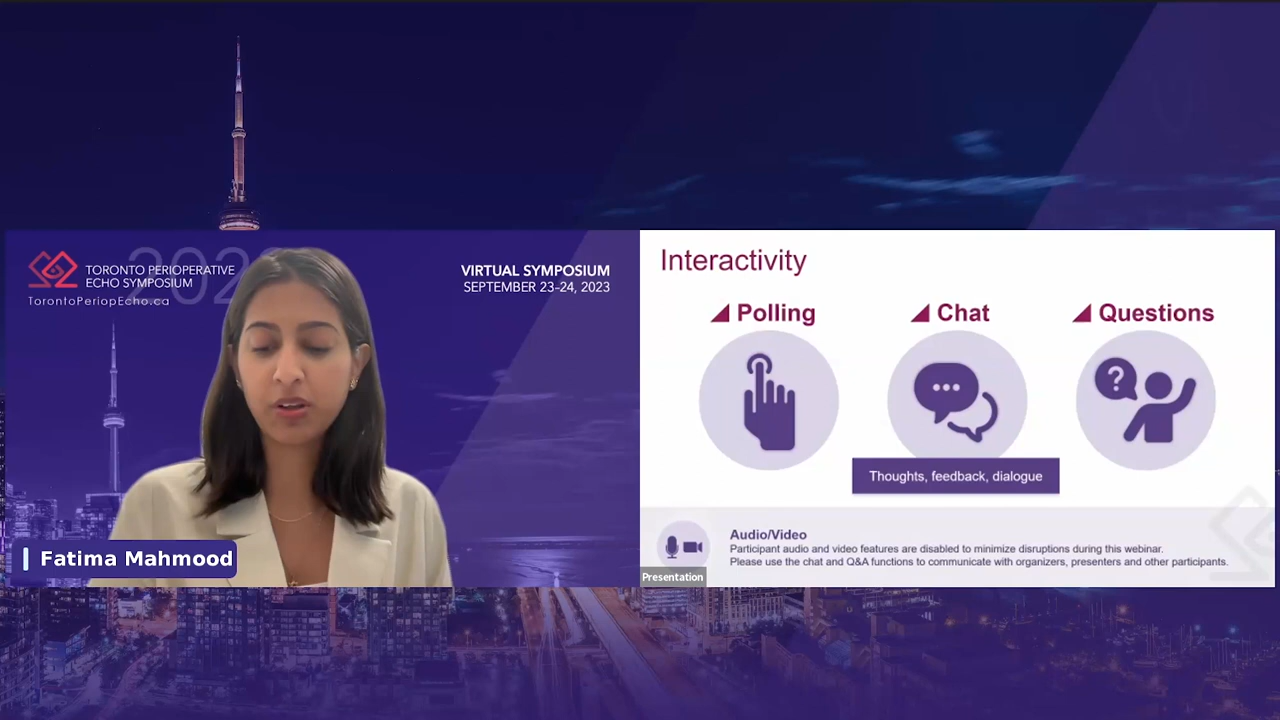 2023
TORONTO PERIOPERATIVE
ECHO SYMPOSIUM
TorontoPeriopEcho.ca
VIRTUAL SYMPOSIUM
SEPTEMBER 23-24, 2023
Fatima Mahmood
Interactivity
Polling
Chat
Questions
?
Thoughts, feedback, dialogue
Audio/Video
Participant audio and video features are disabled to minimize disruptions during this webinar.
Please use the chat and Q&A functions to communicate with organizers, presenters and other participants.
Presentation